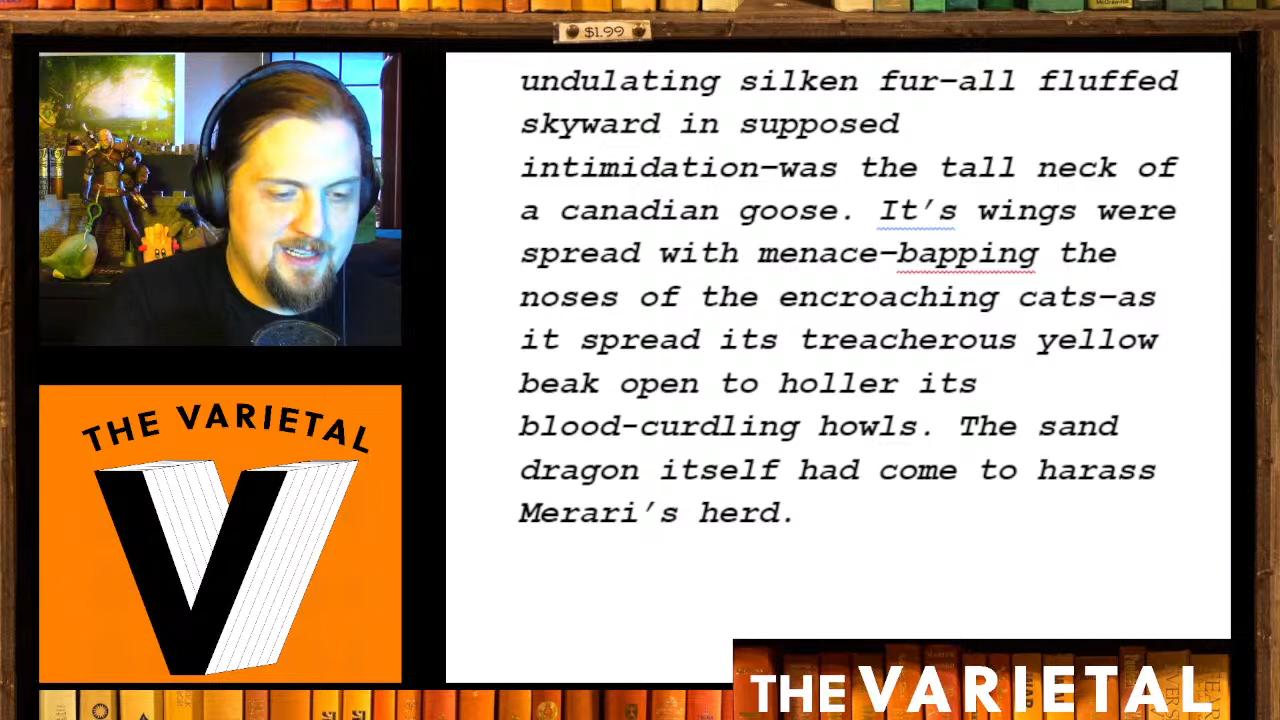 $1.99
undulating silken fur–all fluffed
skyward in supposed
intimidation–was the tall neck of
a canadian goose. It’s wings were
spread with menace–bapping the
noses of the encroaching cats–as
it spread its treacherous yellow
beak open to holler its
blood-curdling howls. The sand
dragon itself had come to harass
Merari’s herd.
THE VARIETAL
V
THE VARIETAL